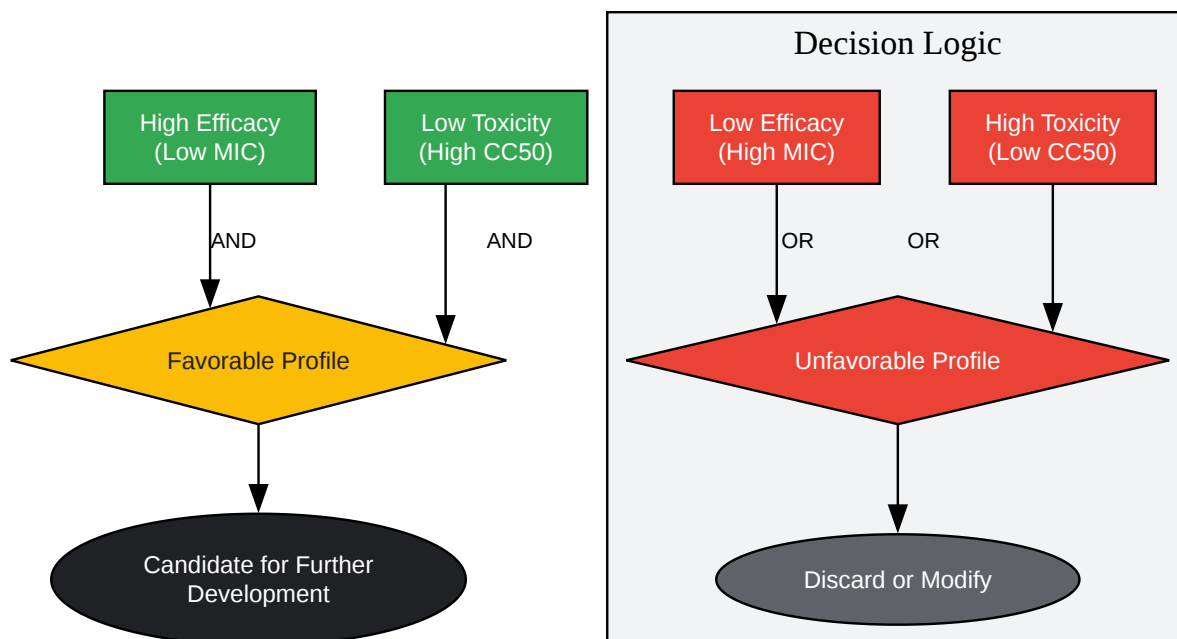 Decision Logic
High Efficacy
(Low MIC)
Low Toxicity
(High CC50)
Low Efficacy
(High MIC)
High Toxicity
(Low CC50)
AND
AND
OR
OR
Favorable Profile
Unfavorable Profile
Candidate for Further
Development
Discard or Modify